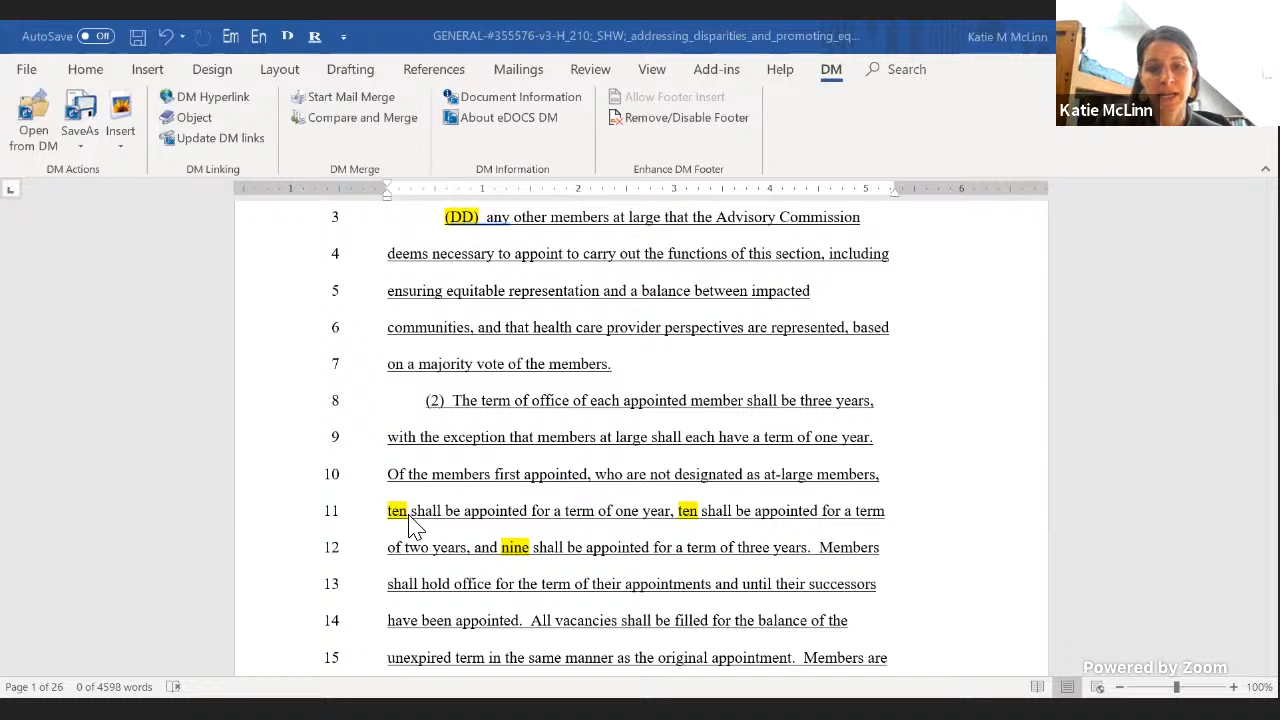 AutoSave Off Em En D R GENERAL-#355576-v3-H_210;_SHW;_addressing_disparities_and_promoting_eq... Katie M McLinn
File Home Insert Design Layout Drafting References Mailings Review View Add-ins Help DM Search
Open from DM SaveAs Insert
DM Hyperlink
Object
Update DM links
Start Mail Merge
Compare and Merge
Document Information
About eDOCS DM
Allow Footer Insert
Remove/Disable Footer
DM Actions DM Linking DM Merge DM Information Enhance DM Footer
Katie McLinn
1 1 2 3 4 5 6
3 (DD) any other members at large that the Advisory Commission
4 deems necessary to appoint to carry out the functions of this section, including
5 ensuring equitable representation and a balance between impacted
6 communities, and that health care provider perspectives are represented, based
7 on a majority vote of the members.
8 (2) The term of office of each appointed member shall be three years,
9 with the exception that members at large shall each have a term of one year.
10 Of the members first appointed, who are not designated as at-large members,
11 ten shall be appointed for a term of one year, ten shall be appointed for a term
12 of two years, and nine shall be appointed for a term of three years. Members
13 shall hold office for the term of their appointments and until their successors
14 have been appointed. All vacancies shall be filled for the balance of the
15 unexpired term in the same manner as the original appointment. Members are
Powered by Zoom
Page 1 of 26 0 of 4598 words 100%